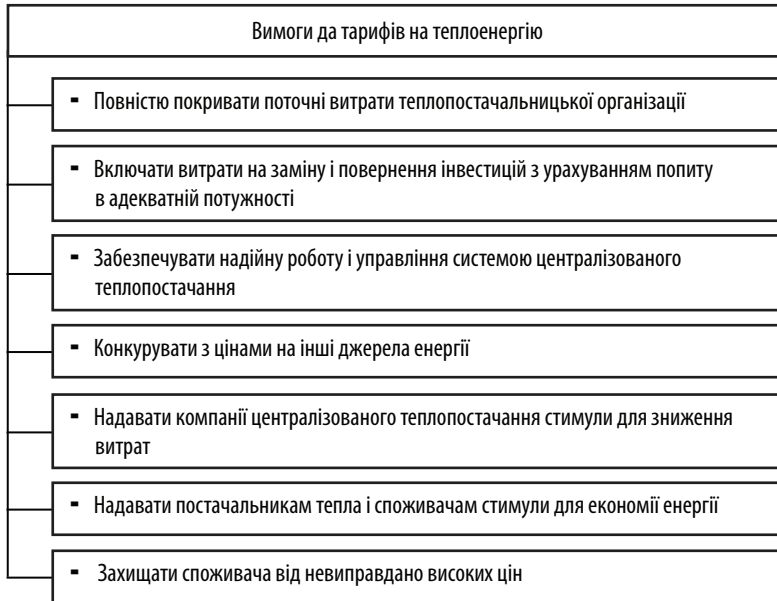 Вимоги да тарифів на теплоенергію
- Повністю покривати поточні витрати теплопостачальницької організації
- Включати витрати на заміну і повернення інвестицій з урахуванням попиту
в адекватній потужності
- Забезпечувати надійну роботу і управління системою централізованого
теплопостачання
- Конкурувати з цінами на інші джерела енергії
- Надавати компанії централізованого теплопостачання стимули для зниження
витрат
- Надавати постачальникам тепла і споживачам стимули для економії енергії
- Захищати споживача від невиправдано високих цін